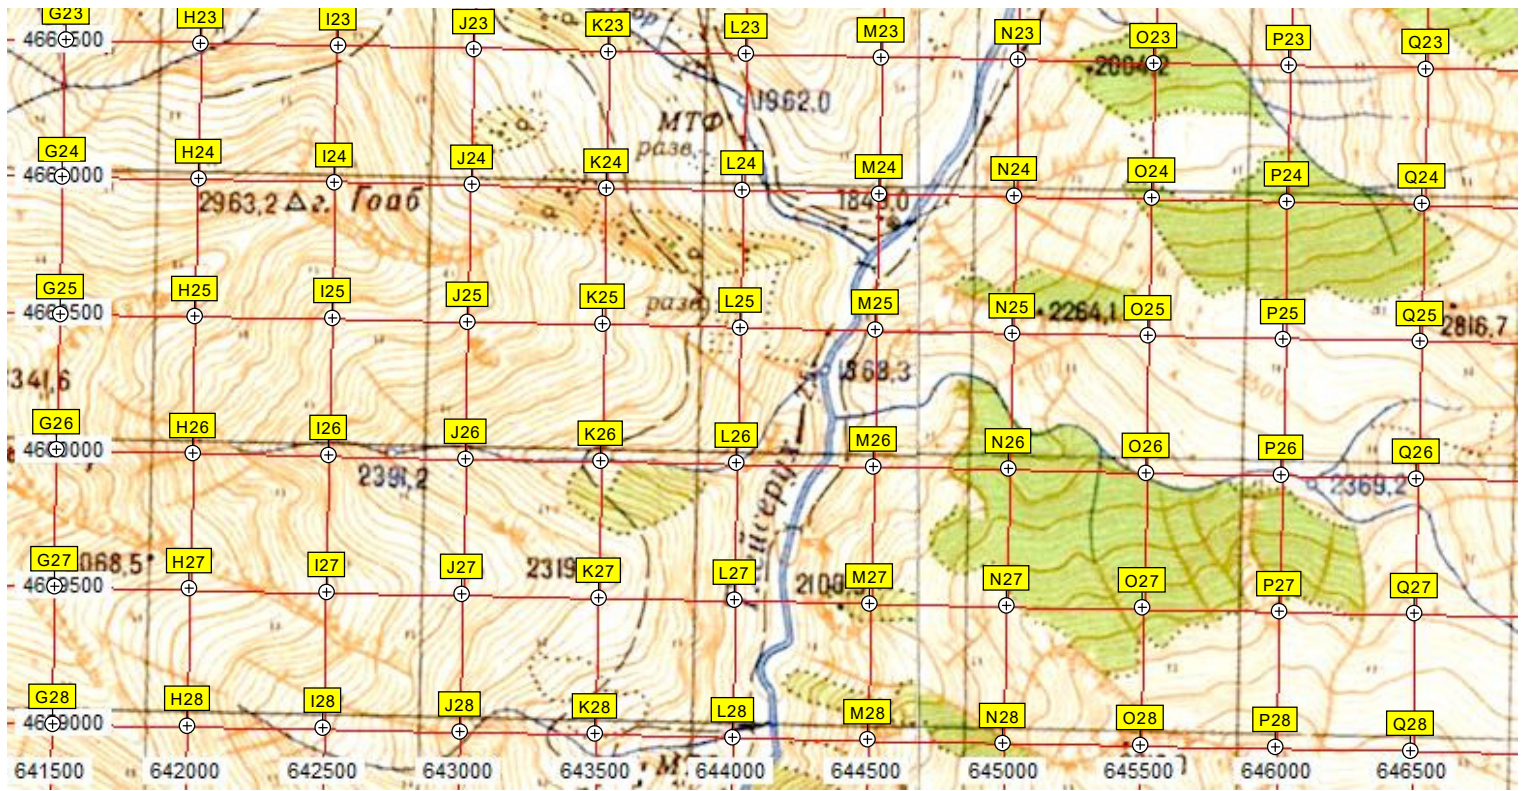 G23 H23 I23 J23 K23 L23 M23 N23 O23 P23 Q23
2004,2
1962.0
МТФ
разв.
G24 H24 I24 J24 K24 L24 M24 N24 O24 P24 Q24
2963,2 г. Гоаб
разв.
G25 H25 I25 J25 K25 L25 M25 N25 O25 P25 Q25
2264,1
2816,7
1868,3
341,6
G26 H26 I26 J26 K26 L26 M26 N26 O26 P26 Q26
2391,2
2369,2
G27 H27 I27 J27 K27 L27 M27 N27 O27 P27 Q27
068,5
2319
G28 H28 I28 J28 K28 L28 M28 N28 O28 P28 Q28
641500 642000 642500 643000 643500 644000 644500 645000 645500 646000 646500